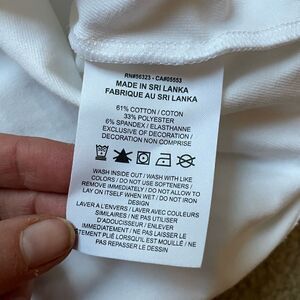 RN#56323 - CA#05553
MADE IN SRI LANKA
FABRIQUE AU SRI LANKA
61% COTTON / COTON
33% POLYESTER
6% SPANDEX / ELASTHANNE
EXCLUSIVE OF DECORATION /
DECORATION NON COMPRISE
WASH INSIDE OUT / WASH WITH LIKE
COLORS / DO NOT USE SOFTENERS /
REMOVE IMMEDIATELY / DO NOT ALLOW TO
LAY ON ITSELF WHEN WET / DO NOT IRON
DESIGN
LAVER A L'ENVERS / LAVER AVEC COULEURS
SIMILAIRES / NE PAS UTILISER
D'ADOUCISSEUR / ENLEVER
IMMEDIATEMENT / NE PAS LAISSER LE
TEMENT PLIÉ LORSQU'IL EST MOUILLÉ / NE
PAS REPASSER LE DESSIN